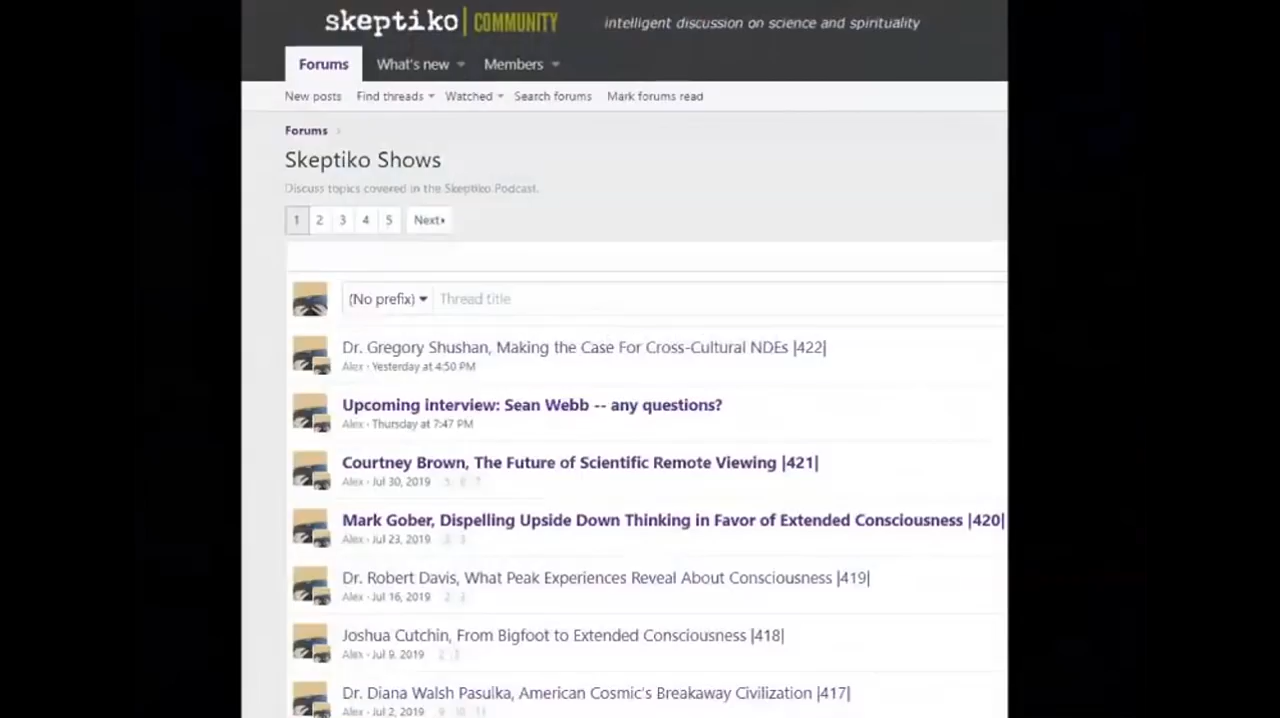 skeptiko| COMMUNITY
intelligent discussion on science and spirituality
Forums What's new Members
New posts Find threads Watched Search forums Mark forums read
Forums
Skeptiko Shows
Discuss topics covered in the Skeptiko Podcast.
1 2 3 4 5 Next
(No prefix) Thread title
Dr. Gregory Shushan, Making the Case For Cross-Cultural NDEs |422|
Alex · Yesterday at 4:50 PM
Upcoming interview: Sean Webb -- any questions?
Alex · Thursday at 7:47 PM
Courtney Brown, The Future of Scientific Remote Viewing |421|
Alex · Jul 30, 2019
Mark Gober, Dispelling Upside Down Thinking in Favor of Extended Consciousness |420|
Alex · Jul 23, 2019
Dr. Robert Davis, What Peak Experiences Reveal About Consciousness |419|
Alex · Jul 16, 2019
Joshua Cutchin, From Bigfoot to Extended Consciousness |418|
Alex · Jul 9, 2019
Dr. Diana Walsh Pasulka, American Cosmic's Breakaway Civilization |417|
Alex · Jul 2, 2019